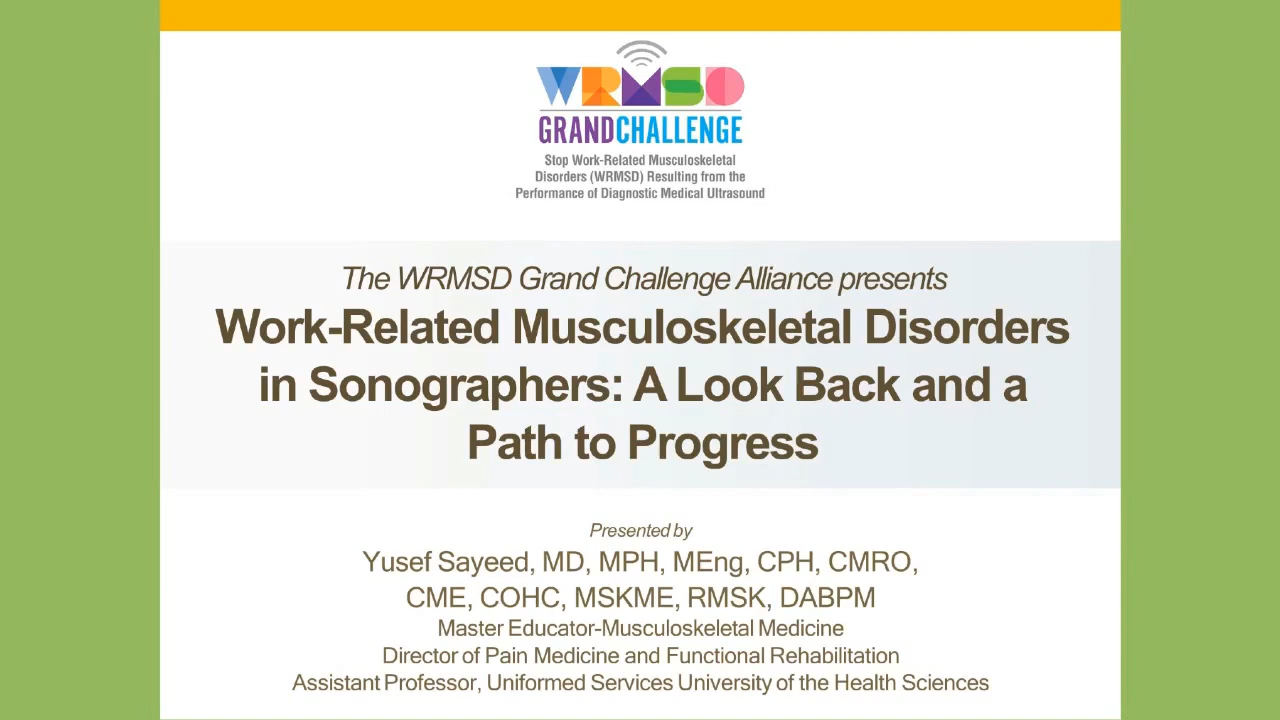 WRMSD
GRANDCHALLENGE
Stop Work-Related Musculoskeletal
Disorders (WRMSD) Resulting from the
Performance of Diagnostic Medical Ultrasound
The WRMSD Grand Challenge Alliance presents
Work-Related Musculoskeletal Disorders
in Sonographers: A Look Back and a
Path to Progress
Presented by
Yusef Sayeed, MD, MPH, MEng, CPH, CMRO,
CME, COHC, MSKME, RMSK, DABPM
Master Educator-Musculoskeletal Medicine
Director of Pain Medicine and Functional Rehabilitation
Assistant Professor, Uniformed Services University of the Health Sciences